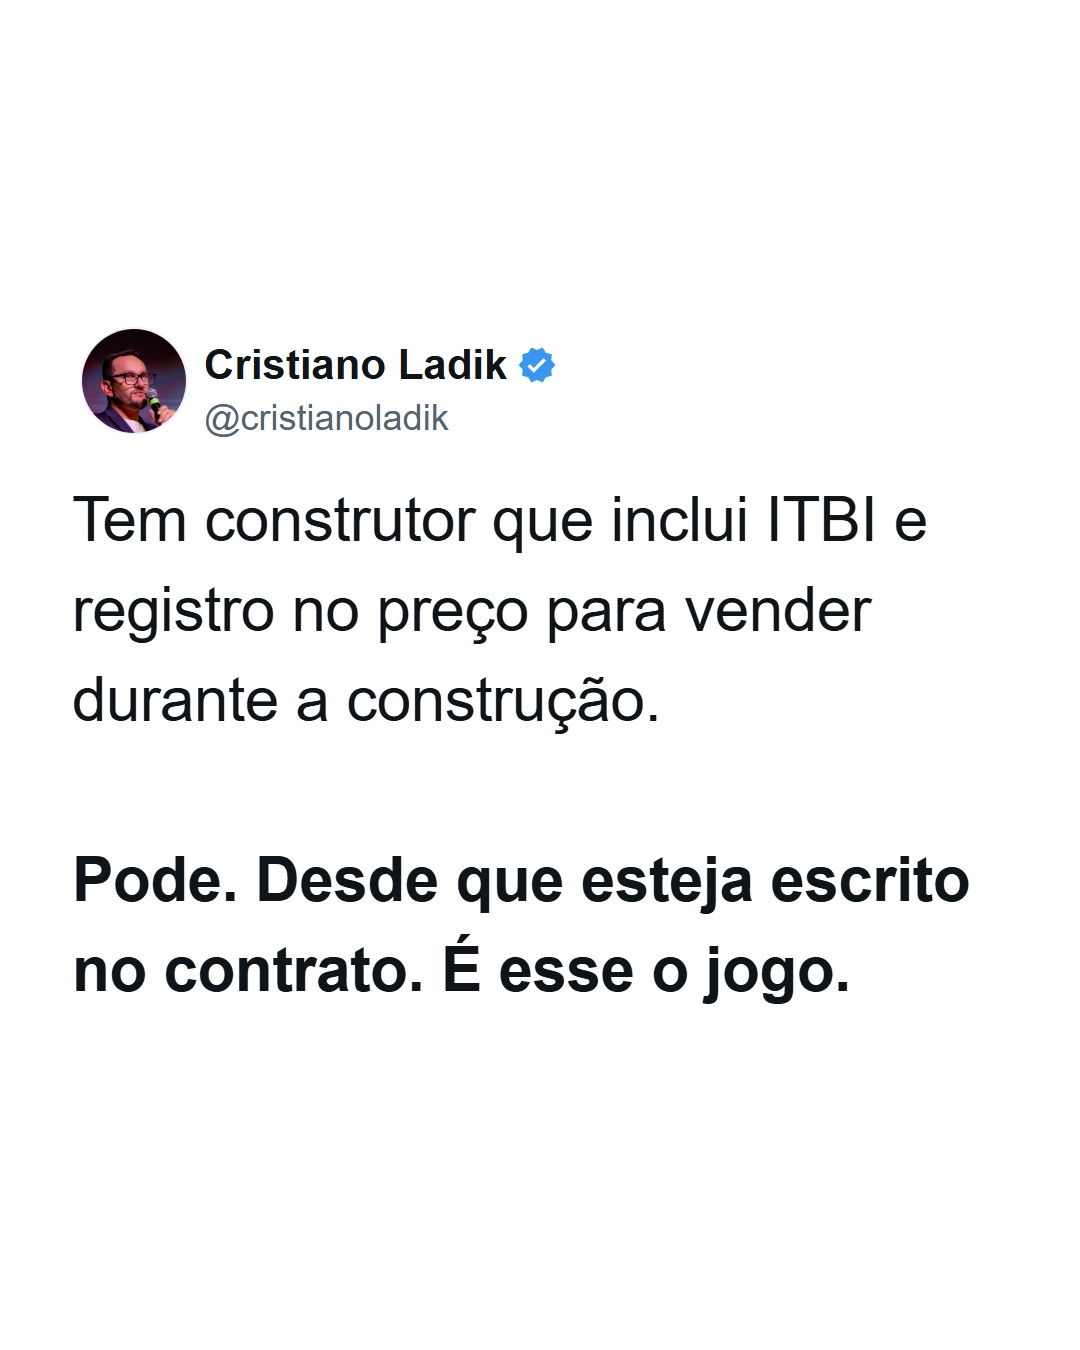 Cristiano Ladik
@cristianoladik
Tem construtor que inclui ITBI e
registro no preço para vender
durante a construção.
Pode. Desde que esteja escrito
no contrato. É esse o jogo.